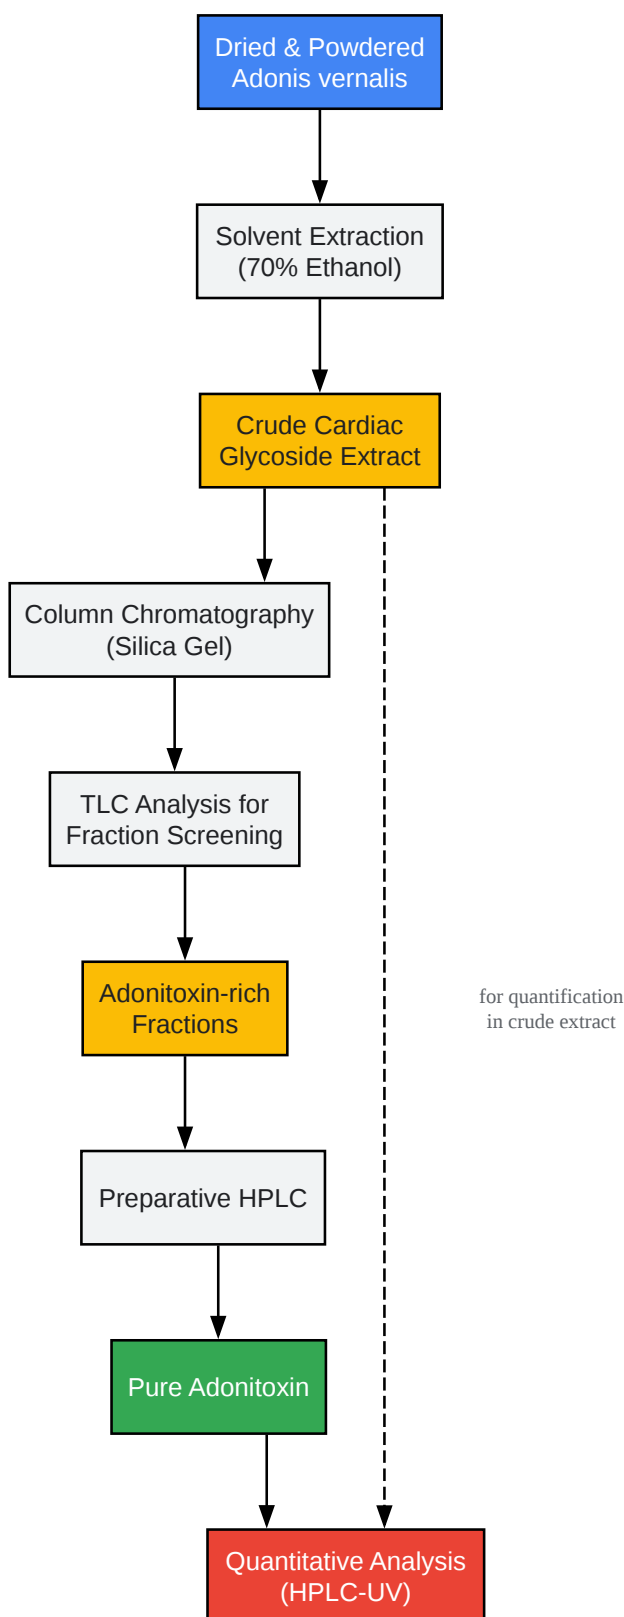 Dried & Powdered
Adonis vernalis
Solvent Extraction
(70% Ethanol)
Crude Cardiac
Glycoside Extract
Column Chromatography
(Silica Gel)
TLC Analysis for
Fraction Screening
Adonitoxin-rich
Fractions
for quantification
in crude extract
Preparative HPLC
Pure Adonitoxin
Quantitative Analysis
(HPLC-UV)